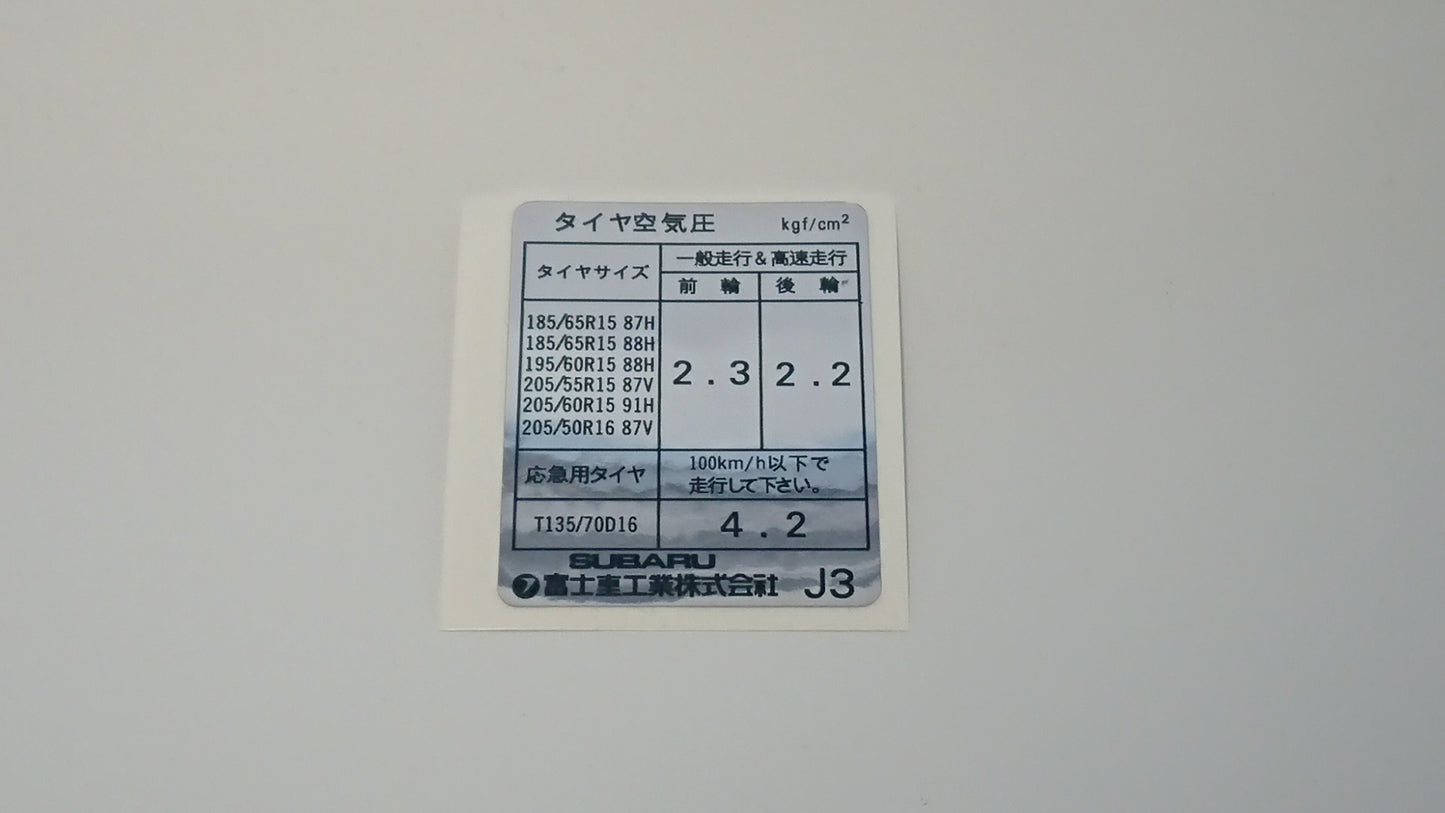 タイヤ空気圧 kgf/cm²
タイヤサイズ
一般走行&高速走行
前輪 後輪
185/65R15 87H
185/65R15 88H
195/60R15 88H
205/55R15 87V
205/60R15 91H
205/50R16 87V
2.3 2.2
応急用タイヤ
100km/h以下で
走行して下さい。
T135/70D16 4.2
SUBARU
富士重工業株式会社 J3